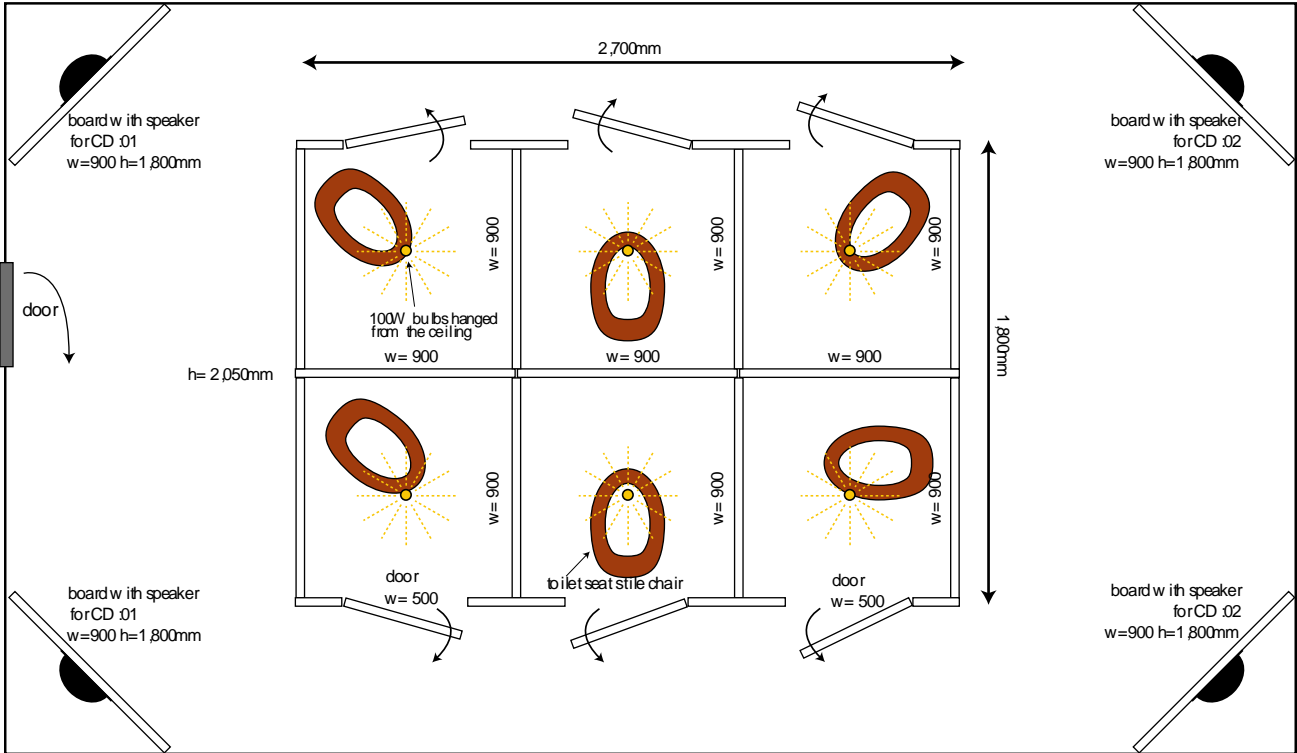 2,700mm
board with speaker
for CD :01
w=900 h=1,800mm
board with speaker
for CD :02
w=900 h=1,800mm
door
w= 900
w= 900
w= 900
100W bulbs hanged
from the ceiling
w= 900
w= 900
w= 900
1,800mm
h= 2,050mm
w= 900
w= 900
w= 900
door
w= 500
toilet seat stile chair
door
w= 500
board with speaker
for CD :01
w=900 h=1,800mm
board with speaker
for CD :02
w=900 h=1,800mm